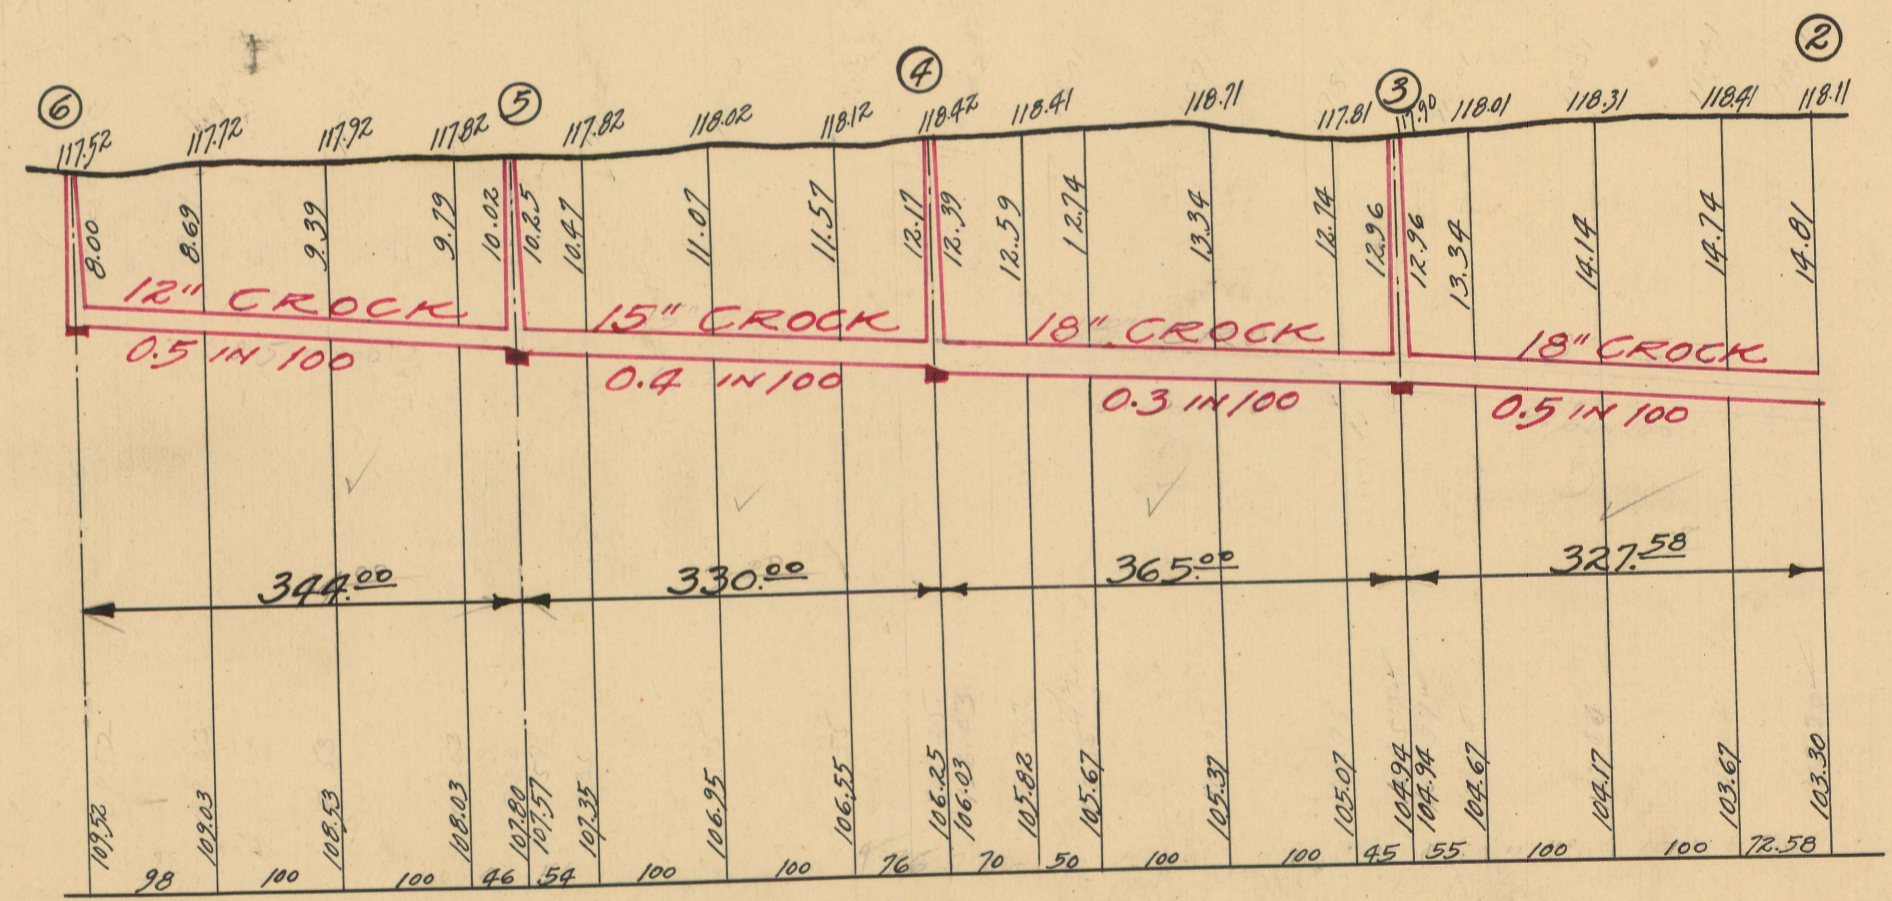 6 5 4 3 2
117.52 117.72 117.92 117.82 117.82 118.02 118.12 118.42 118.41 118.71 117.81 117.90 118.01 118.31 118.41 118.11
8.00 8.69 9.39 9.79 10.02 10.25 10.47 11.07 11.57 12.17 12.39 12.59 12.74 13.34 12.74 12.96 12.96 13.34 14.14 14.74 14.81
12" CROCK 15" CROCK 18" CROCK 18" CROCK
0.5 IN 100 0.4 IN 100 0.3 IN 100 0.5 IN 100
344.00 330.00 365.00 327.58
109.52 109.03 108.53 108.03 107.80 107.57 107.35 106.95 106.55 106.25 106.03 105.82 105.67 105.37 105.07 104.94 104.94 104.67 104.17 103.67 103.30
98 100 100 46 54 100 100 76 70 50 100 100 45 55 100 100 72.58